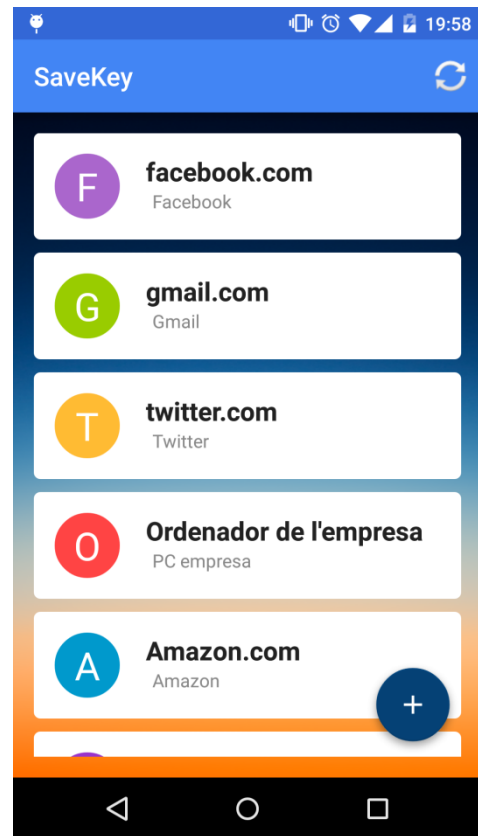 19:58
SaveKey
F
facebook.com
Facebook
G
gmail.com
Gmail
T
twitter.com
Twitter
O
Ordenador de l'empresa
PC empresa
A
Amazon.com
Amazon
+